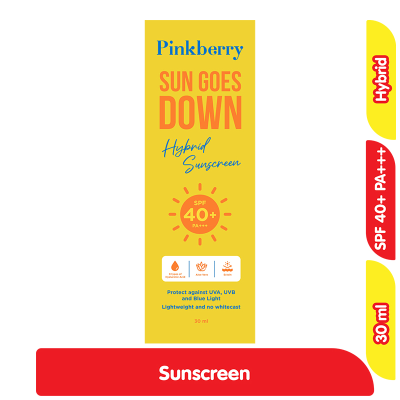 Pinkberry
SUN GOES
DOWN
Hybrid
Sunscreen
SPF
40+
PA+++
Protect against UVA, UVB
and Blue Light
Lightweight and no whitecast
30 ml
Hybrid
SPF 40+ PA+++
30 ml
Sunscreen